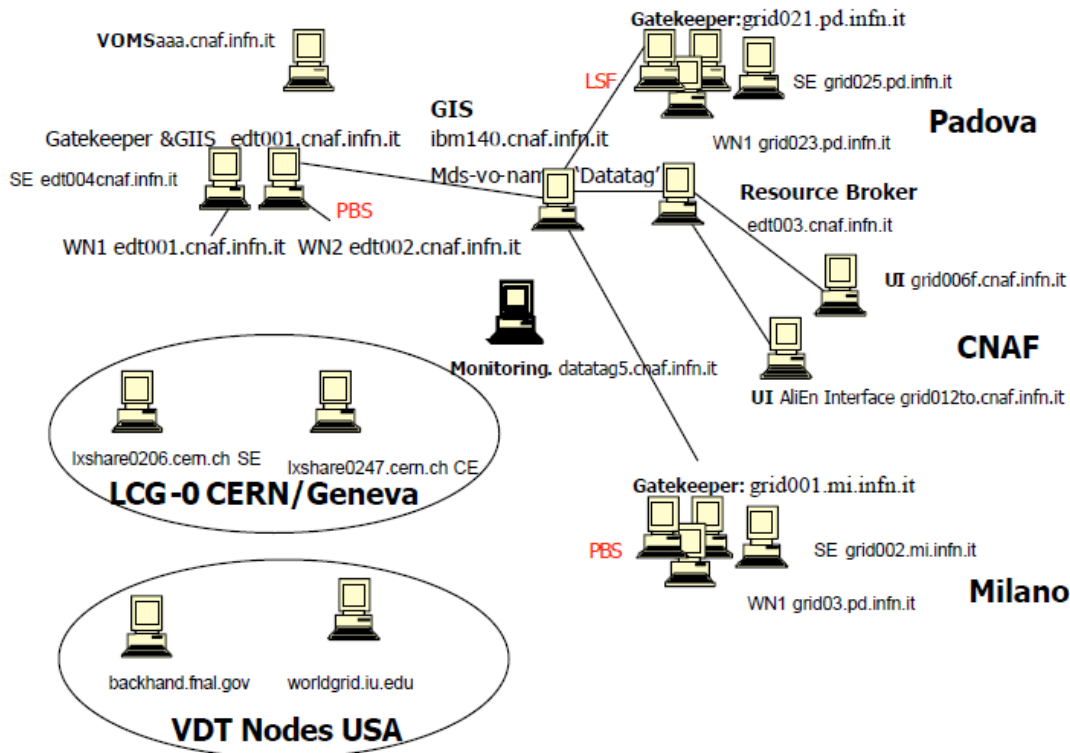 Gatekeeper:grid021.pd.infn.it
VOMSaaa.cnaf.infn.it
LSF
SE grid025.pd.infn.it
Padova
GIS
ibm140.cnaf.infn.it
Mds-vo-name 'Datatag'
WN1 grid023.pd.infn.it
Gatekeeper &GIIS edt001.cnaf.infn.it
SE edt004cnaf.infn.it
PBS
WN1 edt001.cnaf.infn.it WN2 edt002.cnaf.infn.it
Resource Broker
edt003.cnaf.infn.it
UI grid006f.cnaf.infn.it
CNAF
Monitoring. datatag5.cnaf.infn.it
UI AliEn Interface grid012to.cnaf.infn.it
lxshare0206.cern.ch SE
lxshare0247.cern.ch CE
LCG-0 CERN/Geneva
Gatekeeper: grid001.mi.infn.it
PBS
SE grid002.mi.infn.it
Milano
WN1 grid03.pd.infn.it
backhand.fnal.gov
worldgrid.iu.edu
VDT Nodes USA